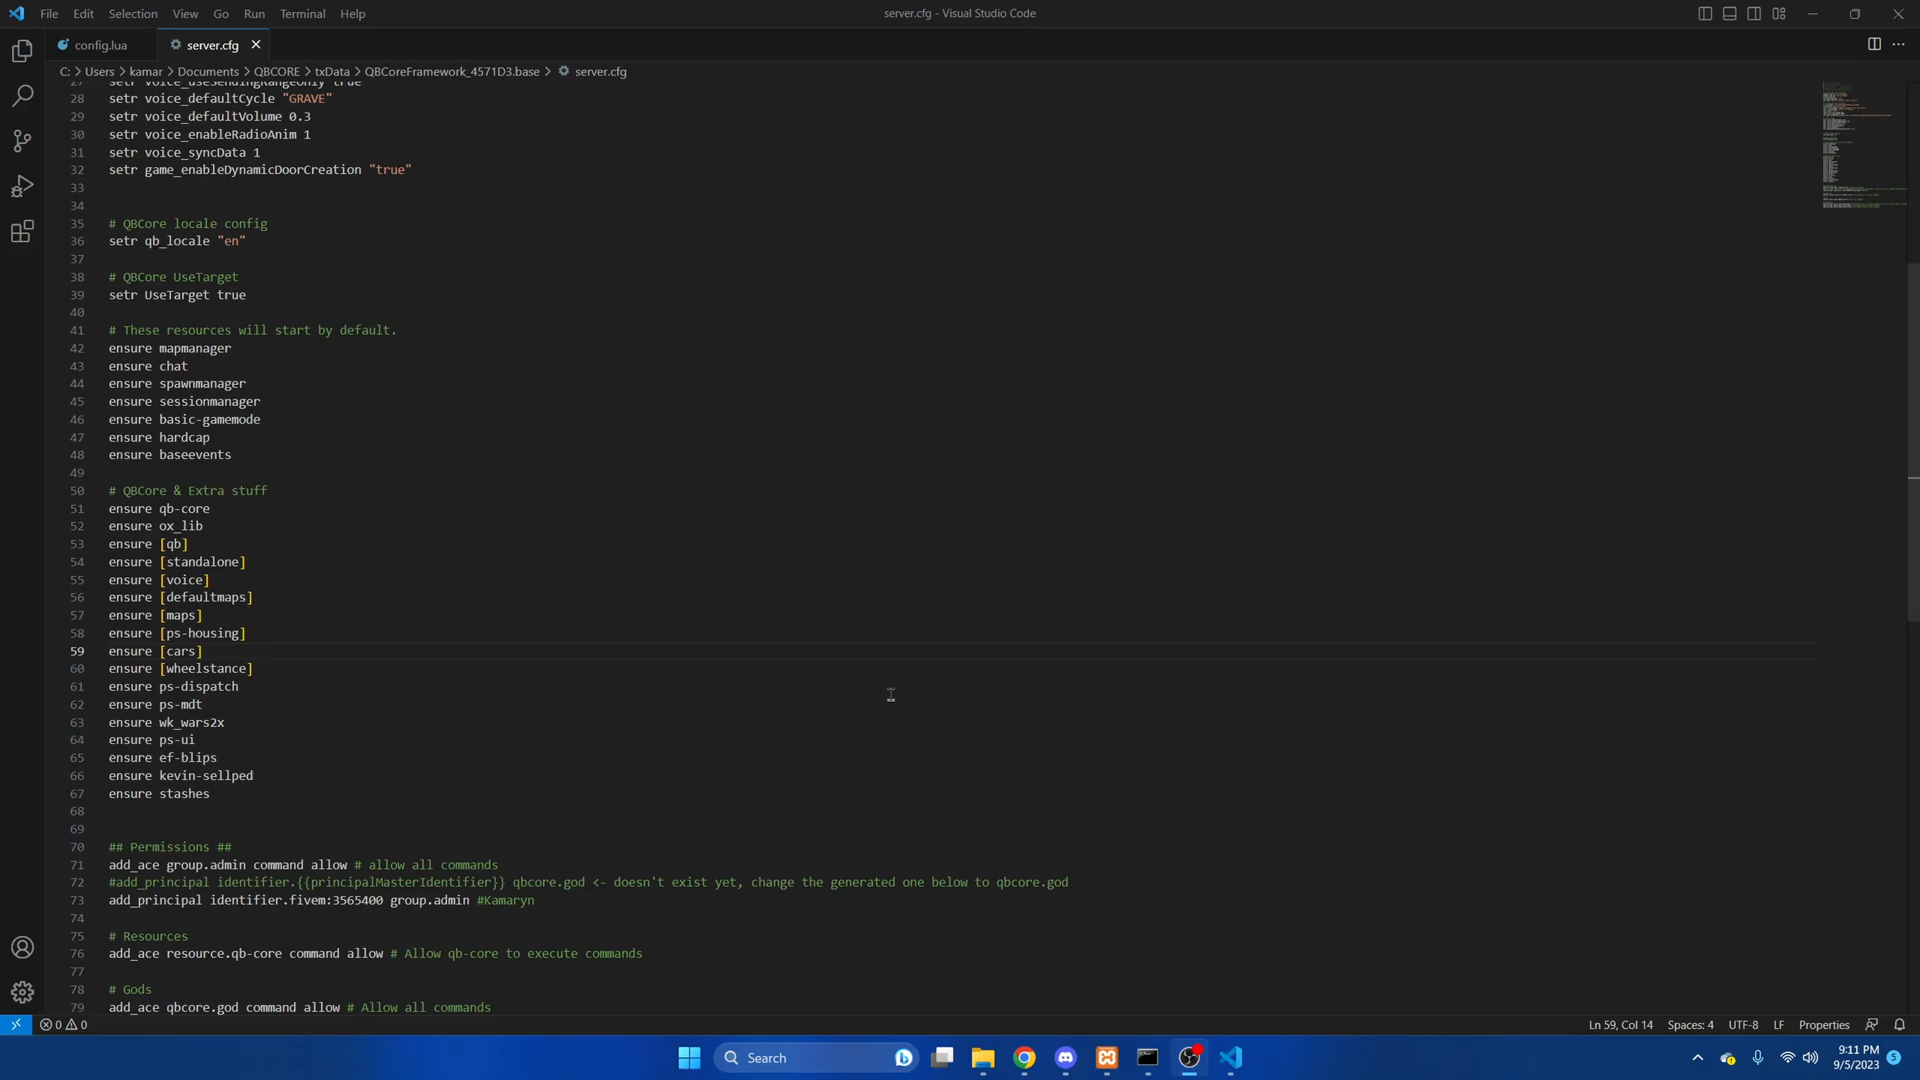 File Edit Selection View Go Run Terminal Help
server.cfg - Visual Studio Code
config.lua
server.cfg
C: > Users > kamar > Documents > QBCORE > txData > QBCoreFramework_4571D3.base > server.cfg
27 setr voice_useSendingRangeOnly true
28 setr voice_defaultCycle "GRAVE"
29 setr voice_defaultVolume 0.3
30 setr voice_enableRadioAnim 1
31 setr voice_syncData 1
32 setr game_enableDynamicDoorCreation "true"
33
34
35 # QBCore locale config
36 setr qb_locale "en"
37
38 # QBCore UseTarget
39 setr UseTarget true
40
41 # These resources will start by default.
42 ensure mapmanager
43 ensure chat
44 ensure spawnmanager
45 ensure sessionmanager
46 ensure basic-gamemode
47 ensure hardcap
48 ensure baseevents
49
50 # QBCore & Extra stuff
51 ensure qb-core
52 ensure ox_lib
53 ensure [qb]
54 ensure [standalone]
55 ensure [voice]
56 ensure [defaultmaps]
57 ensure [maps]
58 ensure [ps-housing]
59 ensure [cars]
60 ensure [wheelstance]
61 ensure ps-dispatch
62 ensure ps-mdt
63 ensure wk_wars2x
64 ensure ps-ui
65 ensure ef-blips
66 ensure kevin-sellped
67 ensure stashes
68
69
70 ## Permissions ##
71 add_ace group.admin command allow # allow all commands
72 #add_principal identifier.{{principalMasterIdentifier}} qbcore.god <- doesn't exist yet, change the generated one below to qbcore.god
73 add_principal identifier.fivem:3565400 group.admin #Kamaryn
74
75 # Resources
76 add_ace resource.qb-core command allow # Allow qb-core to execute commands
77
78 # Gods
79 add_ace qbcore.god command allow # Allow all commands
0 0
Ln 59, Col 14 Spaces: 4 UTF-8 LF Properties
Search
9:11 PM
9/5/2023
5